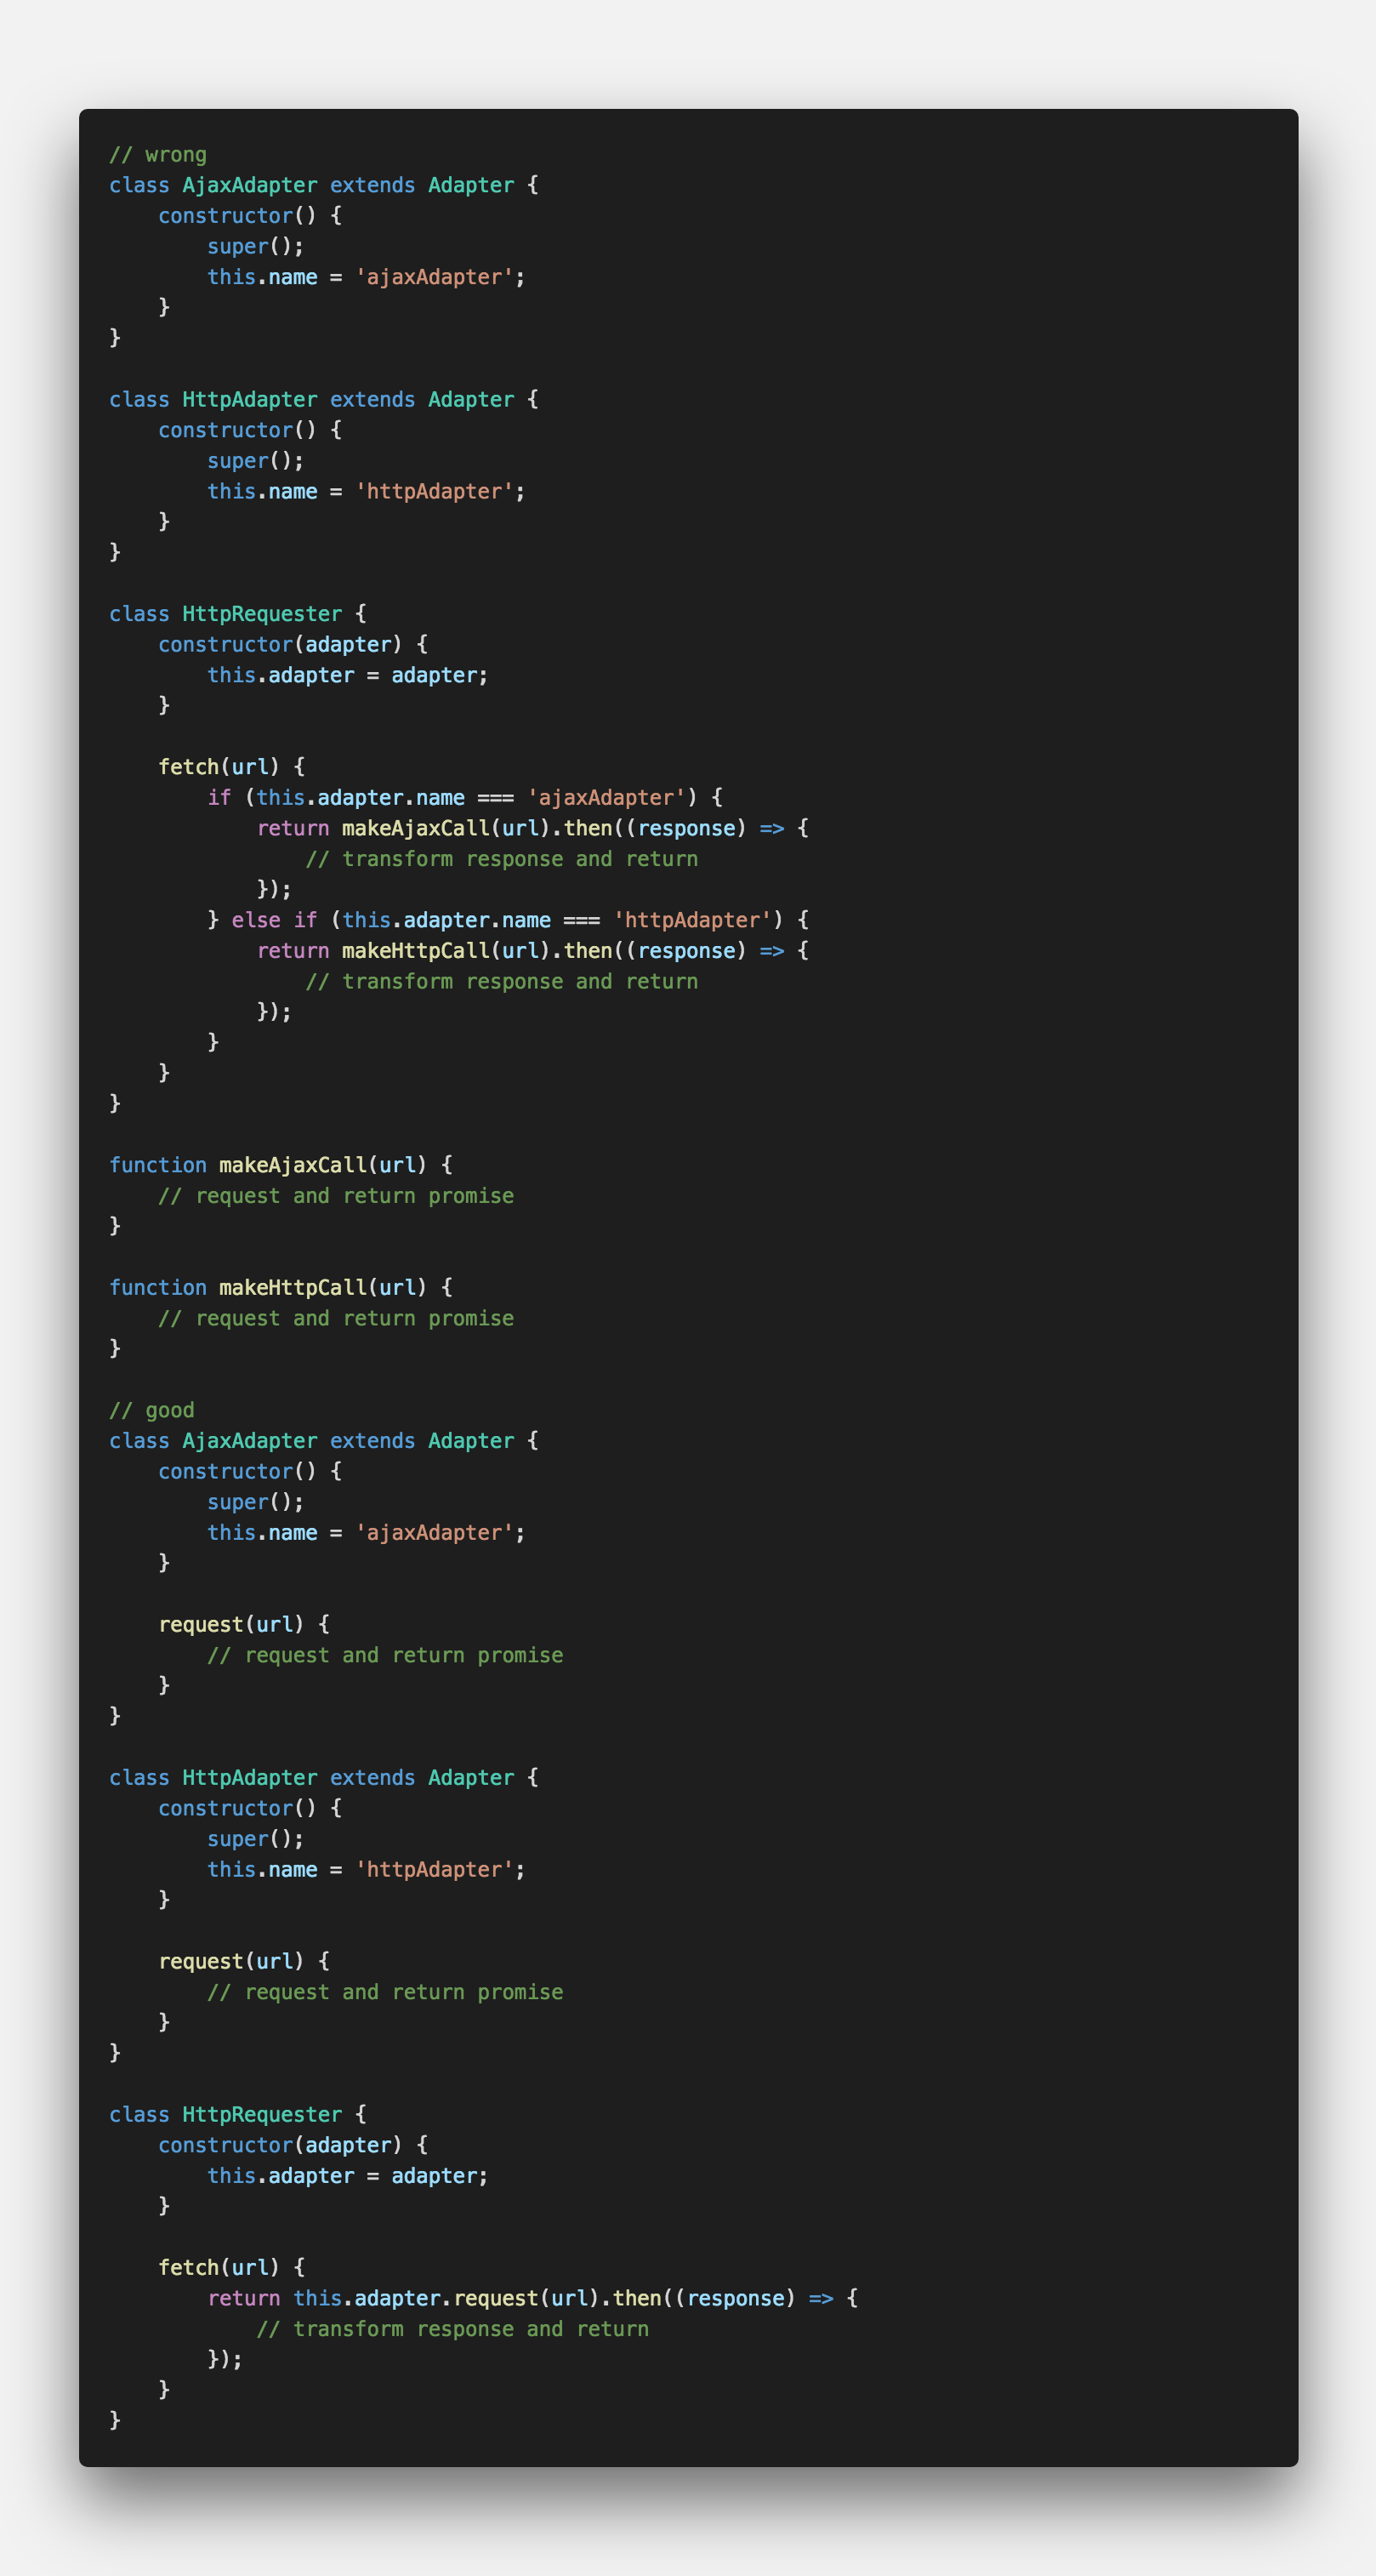 // wrong
class AjaxAdapter extends Adapter {
    constructor() {
        super();
        this.name = 'ajaxAdapter';
    }
}

class HttpAdapter extends Adapter {
    constructor() {
        super();
        this.name = 'httpAdapter';
    }
}

class HttpRequester {
    constructor(adapter) {
        this.adapter = adapter;
    }

    fetch(url) {
        if (this.adapter.name === 'ajaxAdapter') {
            return makeAjaxCall(url).then((response) => {
                // transform response and return
            });
        } else if (this.adapter.name === 'httpAdapter') {
            return makeHttpCall(url).then((response) => {
                // transform response and return
            });
        }
    }
}

function makeAjaxCall(url) {
    // request and return promise
}

function makeHttpCall(url) {
    // request and return promise
}

// good
class AjaxAdapter extends Adapter {
    constructor() {
        super();
        this.name = 'ajaxAdapter';
    }

    request(url) {
        // request and return promise
    }
}

class HttpAdapter extends Adapter {
    constructor() {
        super();
        this.name = 'httpAdapter';
    }

    request(url) {
        // request and return promise
    }
}

class HttpRequester {
    constructor(adapter) {
        this.adapter = adapter;
    }

    fetch(url) {
        return this.adapter.request(url).then((response) => {
            // transform response and return
        });
    }
}